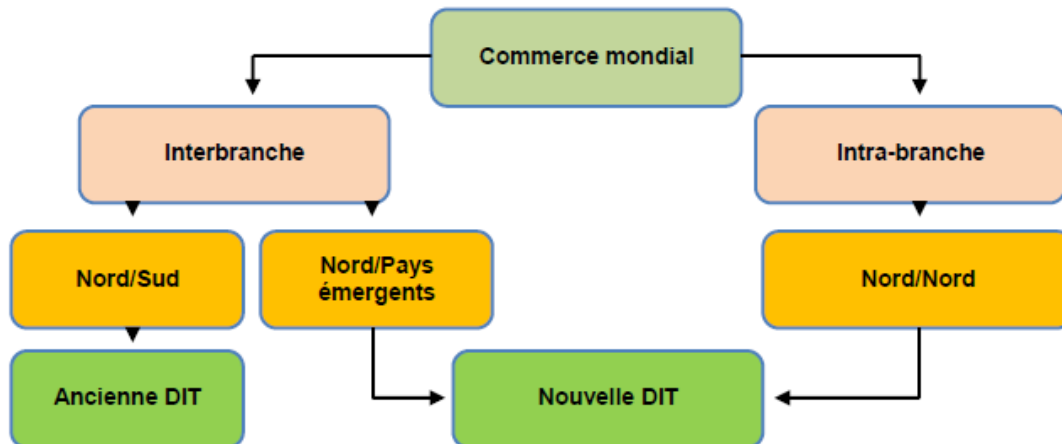 Commerce mondial
Interbranche
Intra-branche
Nord/Sud
Nord/Pays
émergents
Nord/Nord
Ancienne DIT
Nouvelle DIT